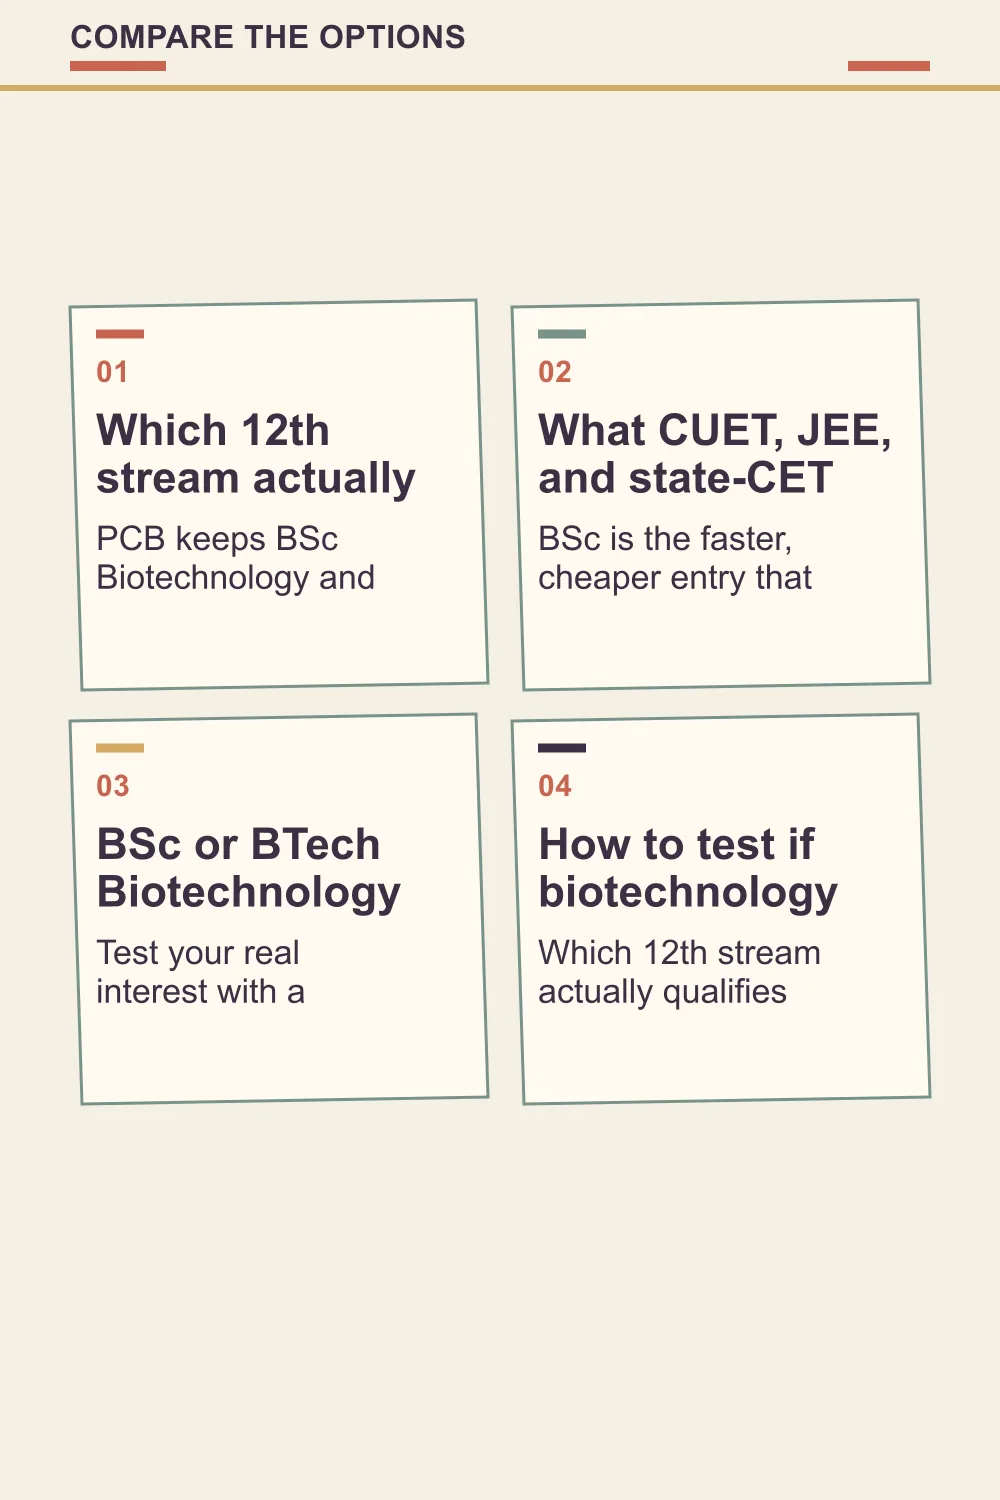 COMPARE THE OPTIONS
01
Which 12th
stream actually
PCB keeps BSc
Biotechnology and
02
What CUET, JEE,
and state-CET
BSc is the faster,
cheaper entry that
03
BSc or BTech
Biotechnology
Test your real
interest with a
04
How to test if
biotechnology
Which 12th stream
actually qualifies